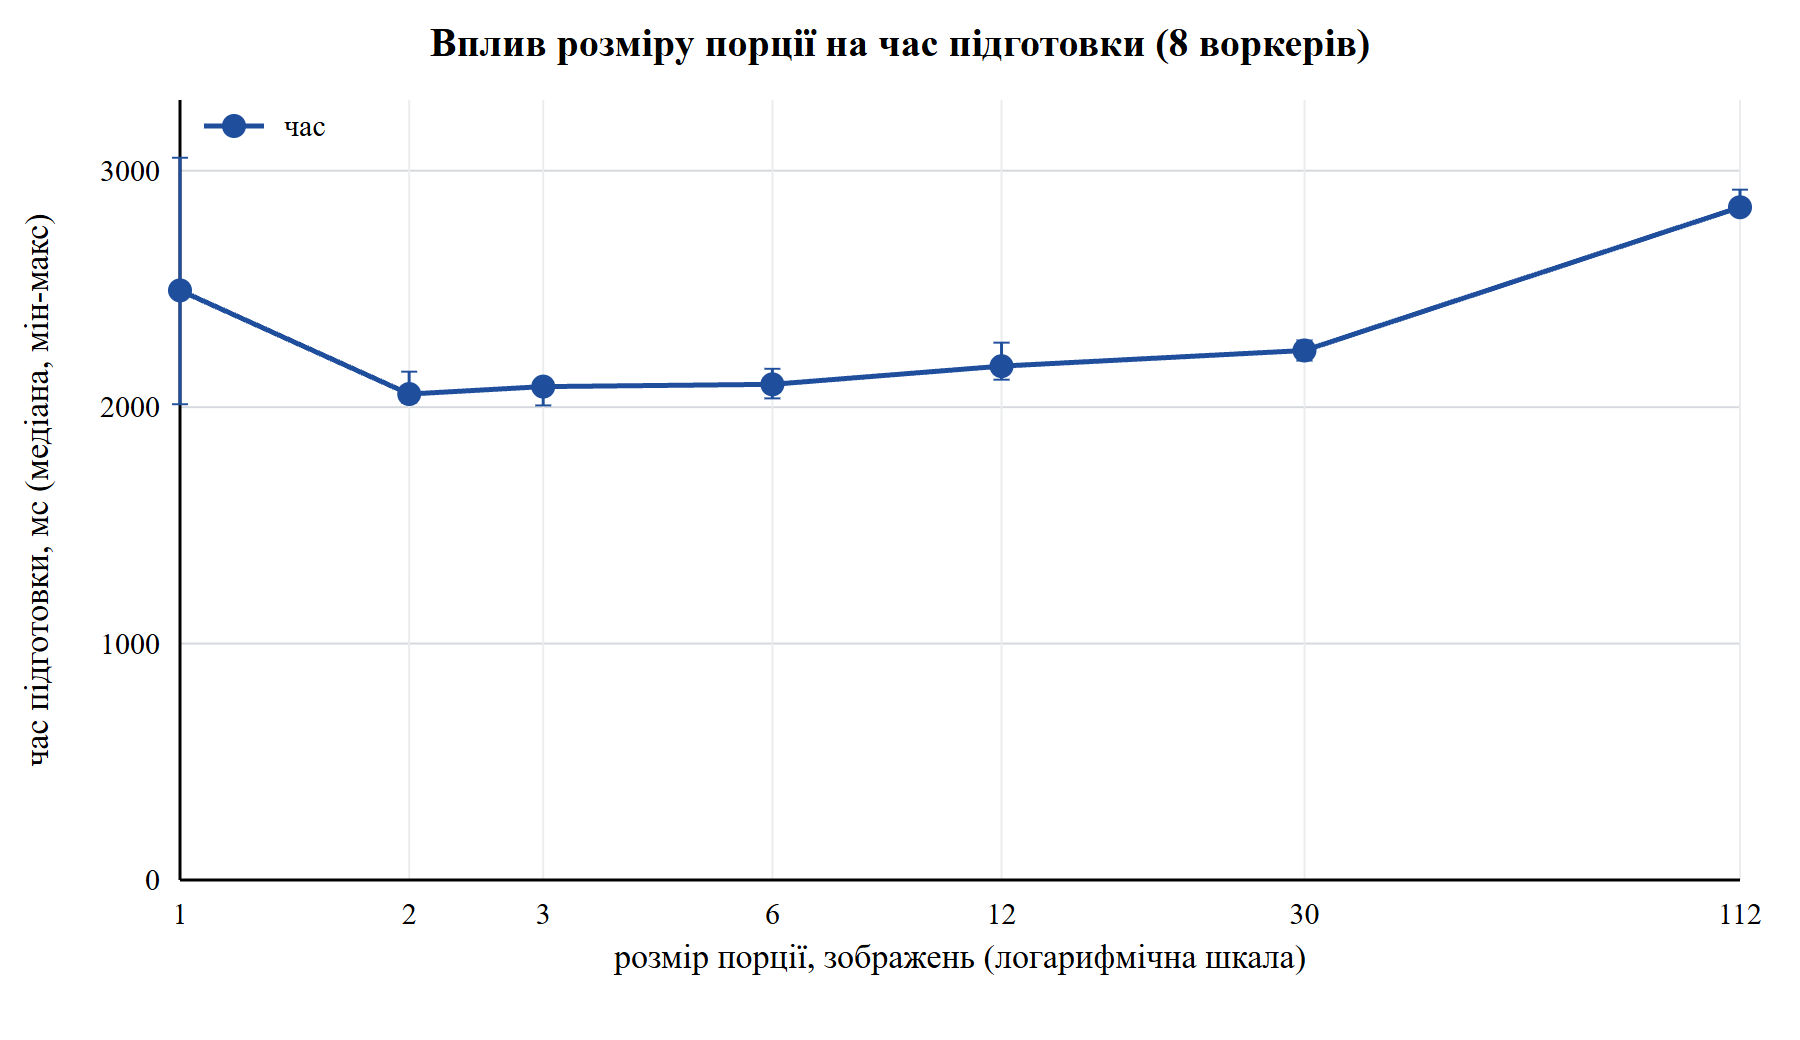 Вплив розміру порції на час підготовки (8 воркерів)
час
3000
2000
1000
0
час підготовки, мс (медіана, мін-макс)
1 2 3 6 12 30 112
розмір порції, зображень (логарифмічна шкала)